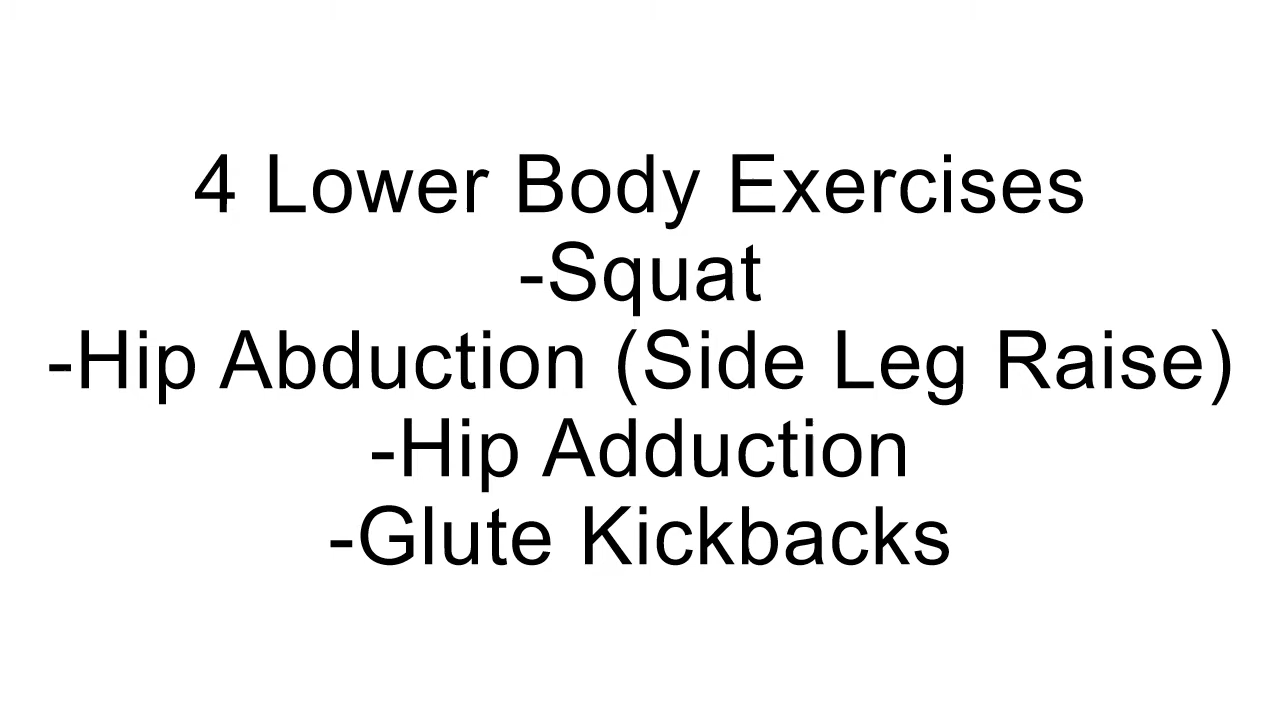 4 Lower Body Exercises
-Squat
-Hip Abduction (Side Leg Raise)
-Hip Adduction
-Glute Kickbacks